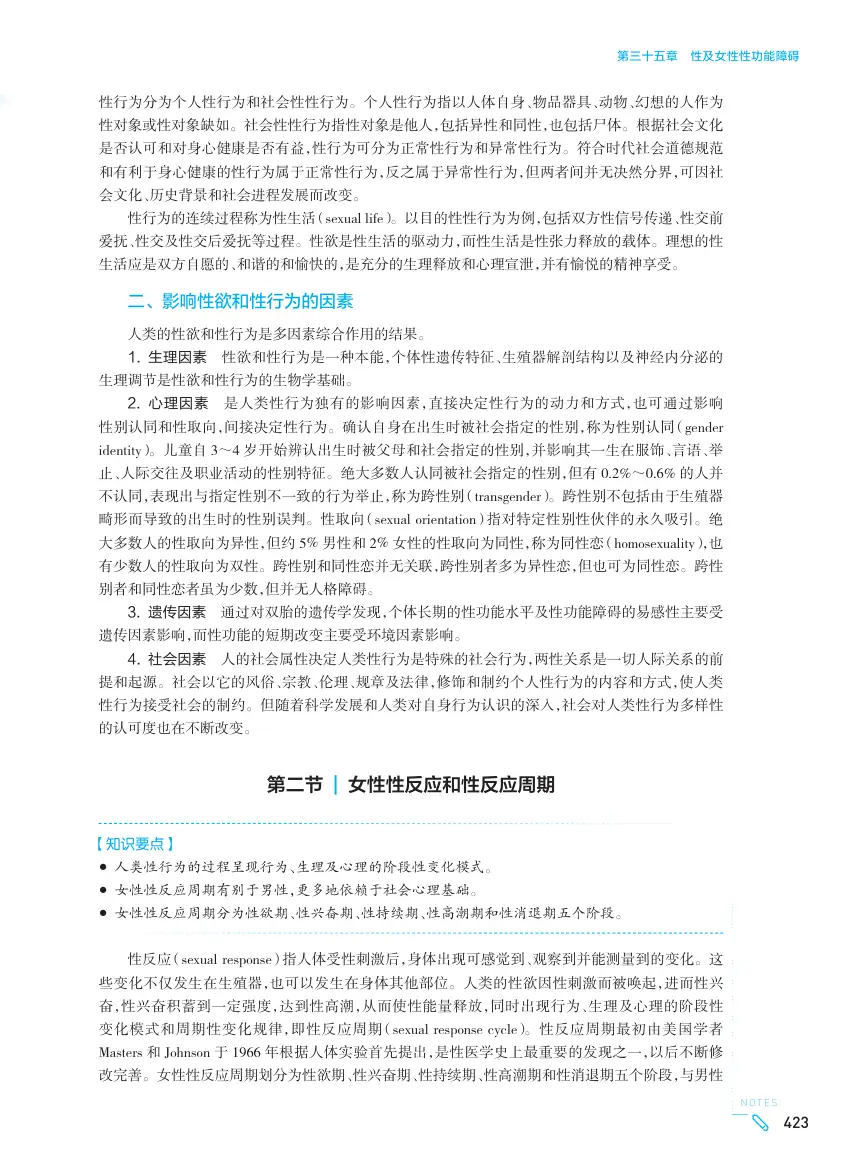 第三十五章　性及女性性功能障碍
性行为分为个人性行为和社会性性行为。个人性行为指以人体自身、物品器具、动物、幻想的人作为
性对象或性对象缺如。社会性性行为指性对象是他人,包括异性和同性,也包括尸体。根据社会文化
是否认可和对身心健康是否有益,性行为可分为正常性行为和异常性行为。符合时代社会道德规范
和有利于身心健康的性行为属于正常性行为,反之属于异常性行为,但两者间并无决然分界,可因社
会文化、历史背景和社会进程发展而改变。
性行为的连续过程称为性生活(sexual life)。以目的性性行为为例,包括双方性信号传递、性交前
爱抚、性交及性交后爱抚等过程。性欲是性生活的驱动力,而性生活是性张力释放的载体。理想的性
生活应是双方自愿的、和谐的和愉快的,是充分的生理释放和心理宣泄,并有愉悦的精神享受。
二、影响性欲和性行为的因素
人类的性欲和性行为是多因素综合作用的结果。
1. 生理因素　性欲和性行为是一种本能,个体性遗传特征、生殖器解剖结构以及神经内分泌的
生理调节是性欲和性行为的生物学基础。
2. 心理因素　是人类性行为独有的影响因素,直接决定性行为的动力和方式,也可通过影响
性别认同和性取向,间接决定性行为。确认自身在出生时被社会指定的性别,称为性别认同(gender
identity)。儿童自 3～4 岁开始辨认出生时被父母和社会指定的性别,并影响其一生在服饰、言语、举
止、人际交往及职业活动的性别特征。绝大多数人认同被社会指定的性别,但有 0.2%～0.6% 的人并
不认同,表现出与指定性别不一致的行为举止,称为跨性别(transgender)。跨性别不包括由于生殖器
畸形而导致的出生时的性别误判。性取向(sexual orientation)指对特定性别性伙伴的永久吸引。绝
大多数人的性取向为异性,但约 5% 男性和 2% 女性的性取向为同性,称为同性恋(homosexuality),也
有少数人的性取向为双性。跨性别和同性恋并无关联,跨性别者多为异性恋,但也可为同性恋。跨性
别者和同性恋者虽为少数,但并无人格障碍。
3. 遗传因素　通过对双胎的遗传学发现,个体长期的性功能水平及性功能障碍的易感性主要受
遗传因素影响,而性功能的短期改变主要受环境因素影响。
4. 社会因素　人的社会属性决定人类性行为是特殊的社会行为,两性关系是一切人际关系的前
提和起源。社会以它的风俗、宗教、伦理、规章及法律,修饰和制约个人性行为的内容和方式,使人类
性行为接受社会的制约。但随着科学发展和人类对自身行为认识的深入,社会对人类性行为多样性
的认可度也在不断改变。
第二节 | 女性性反应和性反应周期
【知识要点】
● 人类性行为的过程呈现行为、生理及心理的阶段性变化模式。
● 女性性反应周期有别于男性,更多地依赖于社会心理基础。
● 女性性反应周期分为性欲期、性兴奋期、性持续期、性高潮期和性消退期五个阶段。
性反应(sexual response)指人体受性刺激后,身体出现可感觉到、观察到并能测量到的变化。这
些变化不仅发生在生殖器,也可以发生在身体其他部位。人类的性欲因性刺激而被唤起,进而性兴
奋,性兴奋积蓄到一定强度,达到性高潮,从而使性能量释放,同时出现行为、生理及心理的阶段性
变化模式和周期性变化规律,即性反应周期(sexual response cycle)。性反应周期最初由美国学者
Masters 和 Johnson 于 1966 年根据人体实验首先提出,是性医学史上最重要的发现之一,以后不断修
改完善。女性性反应周期划分为性欲期、性兴奋期、性持续期、性高潮期和性消退期五个阶段,与男性
NOTES
423